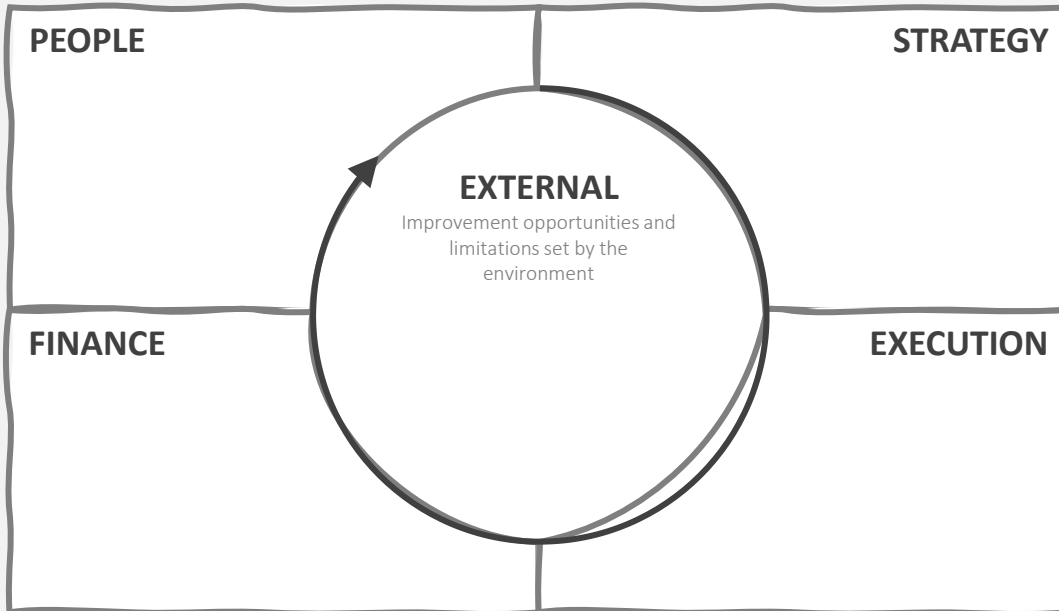 PEOPLE
STRATEGY
EXTERNAL
Improvement opportunities and
limitations set by the
environment
FINANCE
EXECUTION